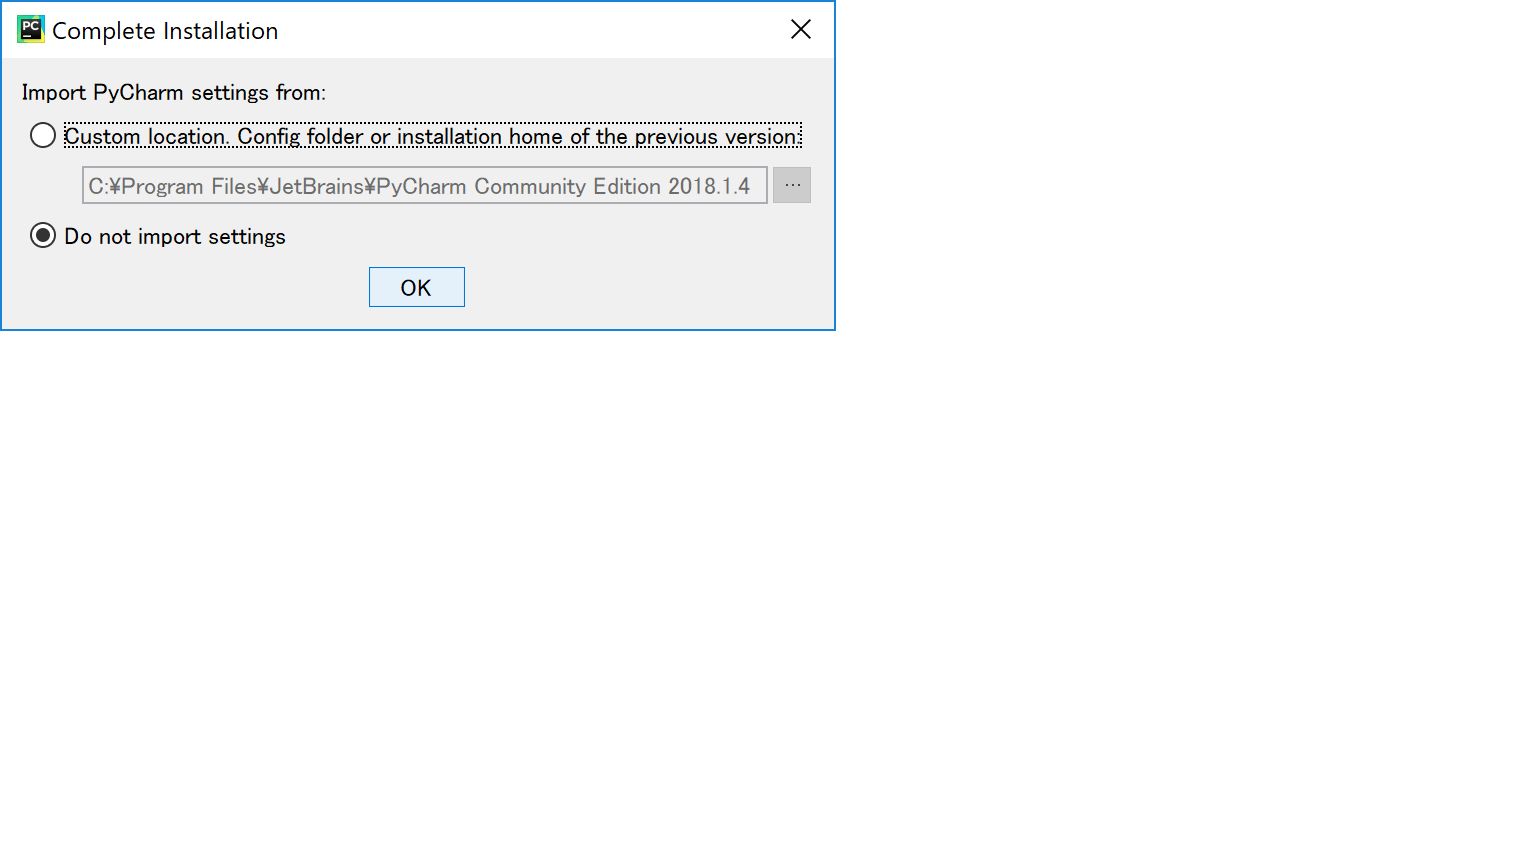 PC
Complete Installation
Import PyCharm settings from:
Custom location. Config folder or installation home of the previous version:
C:¥Program Files¥JetBrains¥PyCharm Community Edition 2018.1.4
...
Do not import settings
OK